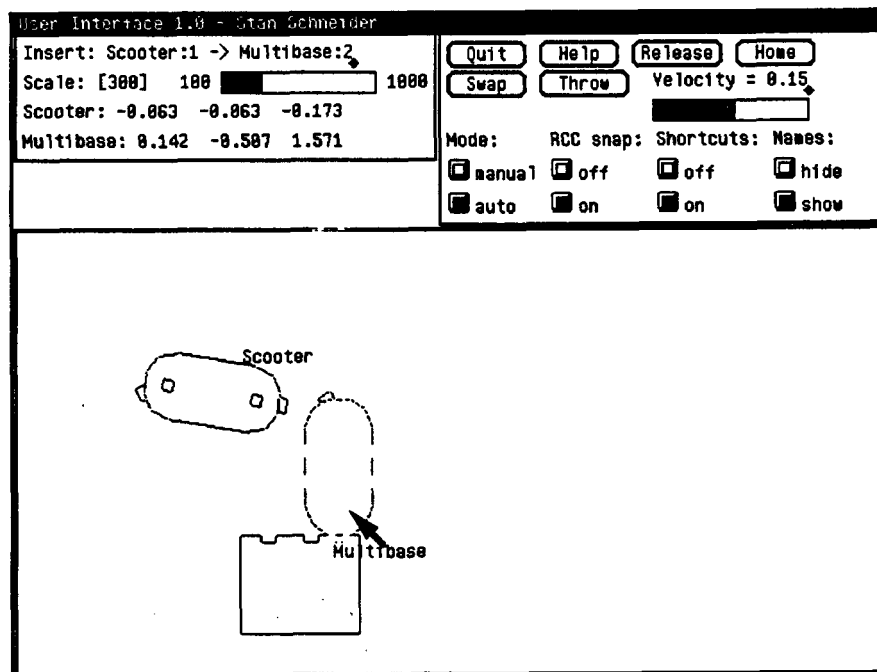 User Interface 1.0 - Stan Schneider
Insert: Scooter:1 -> Multibase:2
Scale: [300] 100 1000
Scooter: -0.063 -0.063 -0.173
Multibase: 0.142 -0.507 1.571
Quit Help Release Home
Swap Throw Velocity = 0.15
Mode: RCC snap: Shortcuts: Names:
manual off off hide
auto on on show
Scooter
Multibase